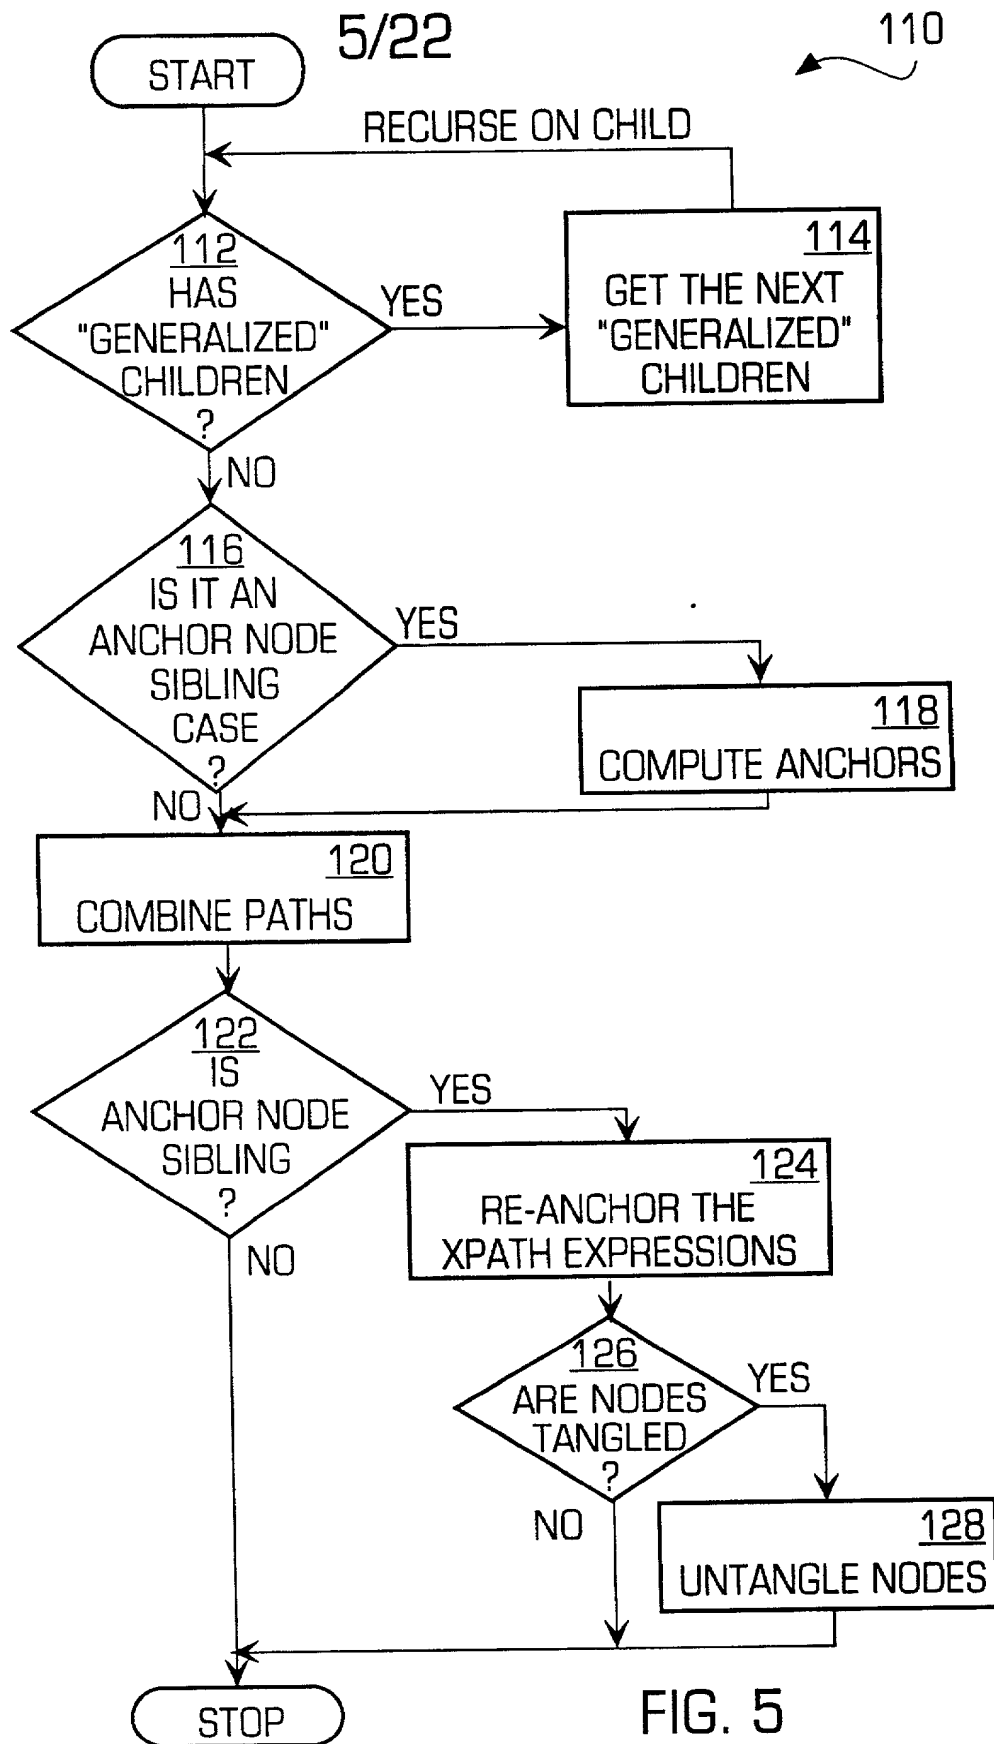 5/22
110
START
RECURSE ON CHILD
112
HAS
"GENERALIZED"
CHILDREN
?
YES
114
GET THE NEXT
"GENERALIZED"
CHILDREN
NO
116
IS IT AN
ANCHOR NODE
SIBLING
CASE
?
YES
118
COMPUTE ANCHORS
NO
120
COMBINE PATHS
122
IS
ANCHOR NODE
SIBLING
?
YES
124
RE-ANCHOR THE
XPATH EXPRESSIONS
NO
126
ARE NODES
TANGLED
?
YES
NO
128
UNTANGLE NODES
STOP
FIG. 5